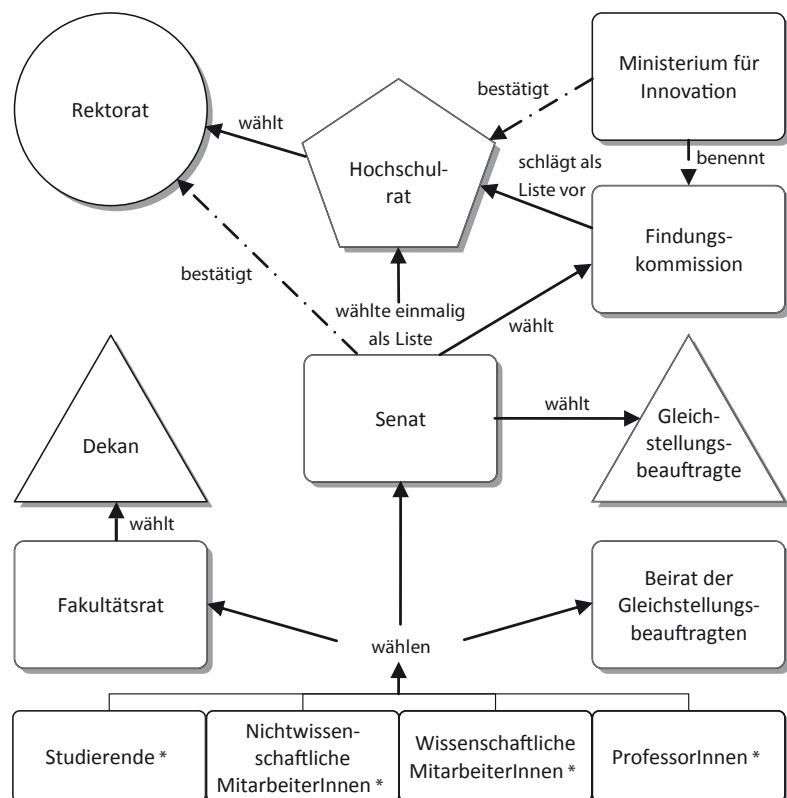 Rektorat
wählt
Hochschul-
rat
bestätigt
Ministerium für
Innovation
benennt
schlägt als
Liste vor
Findungs-
kommission
bestätigt
wählte einmalig
als Liste
wählt
Senat
wählt
Gleich-
stellungs-
beauftragte
Dekan
wählt
Fakultätsrat
wählen
Beirat der
Gleichstellungs-
beauftragten
Studierende *
Nichtwissen-
schaftliche
MitarbeiterInnen *
Wissenschaftliche
MitarbeiterInnen *
ProfessorInnen *